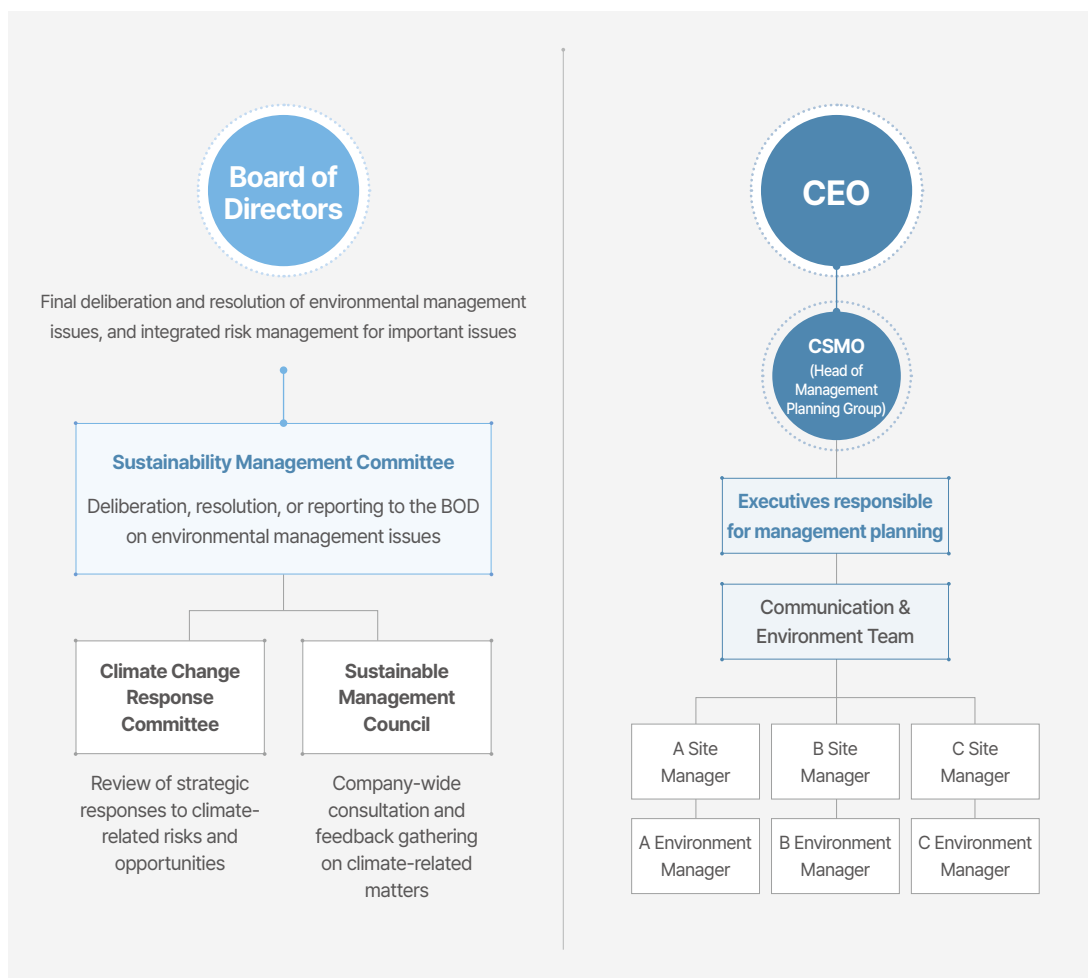 Board of
Directors
Final deliberation and resolution of environmental management
issues, and integrated risk management for important issues
Sustainability Management Committee
Deliberation, resolution, or reporting to the BOD
on environmental management issues
Climate Change
Response
Committee
Review of strategic
responses to climate-
related risks and
opportunities
Sustainable
Management
Council
Company-wide
consultation and
feedback gathering
on climate-related
matters
CEO
CSMO
(Head of
Management
Planning Group)
Executives responsible
for management planning
Communication &
Environment Team
A Site
Manager
B Site
Manager
C Site
Manager
A Environment
Manager
B Environment
Manager
C Environment
Manager